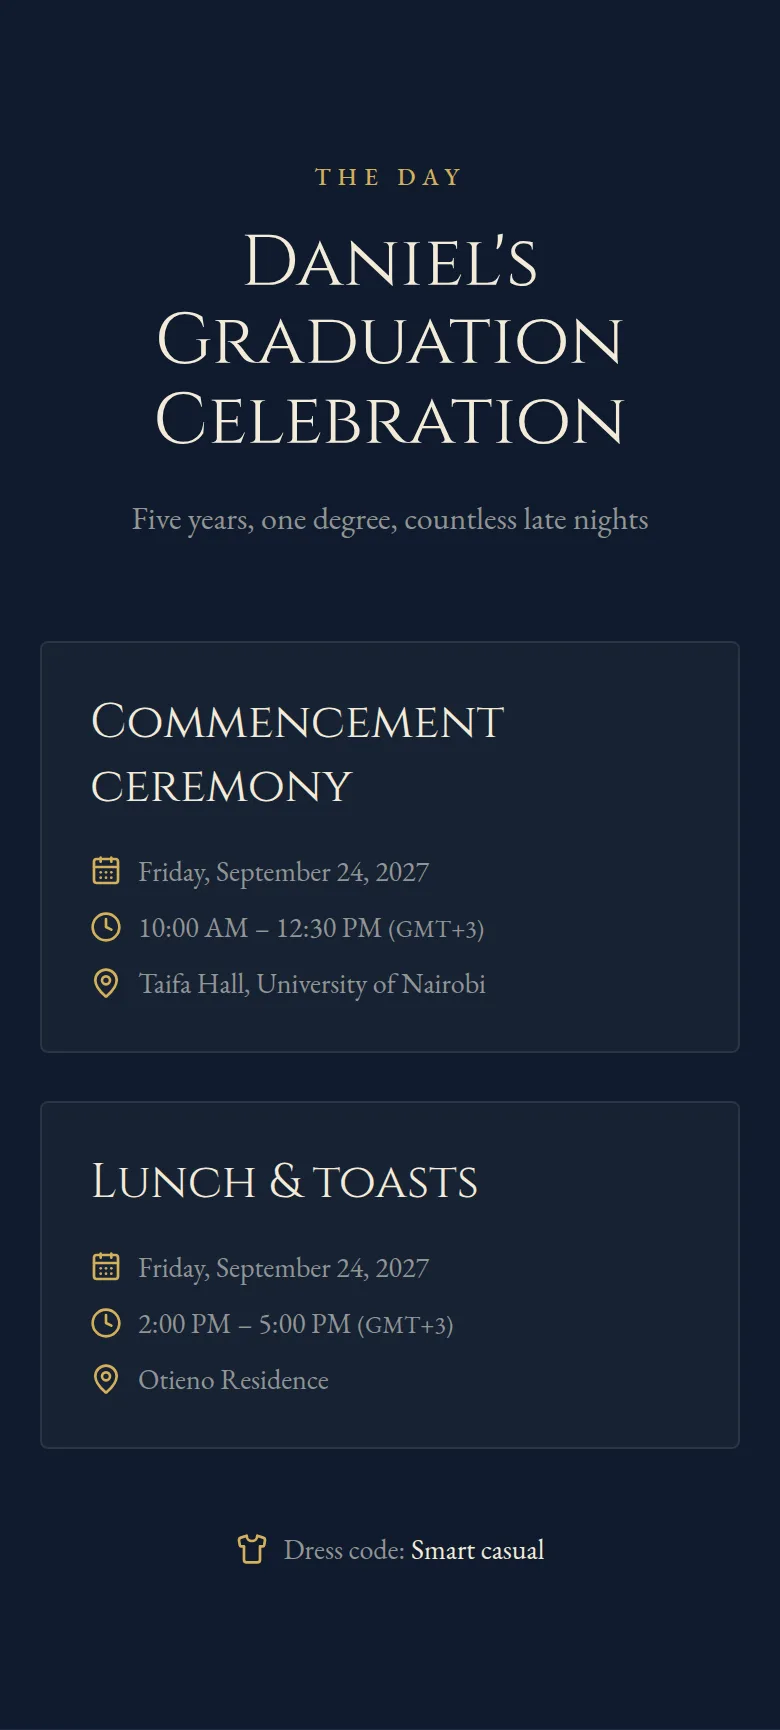 THE DAY
Daniel's
Graduation
Celebration
Five years, one degree, countless late nights
Commencement
ceremony
Friday, September 24, 2027
10:00 AM – 12:30 PM (GMT+3)
Taifa Hall, University of Nairobi
Lunch & toasts
Friday, September 24, 2027
2:00 PM – 5:00 PM (GMT+3)
Otieno Residence
Dress code: Smart casual